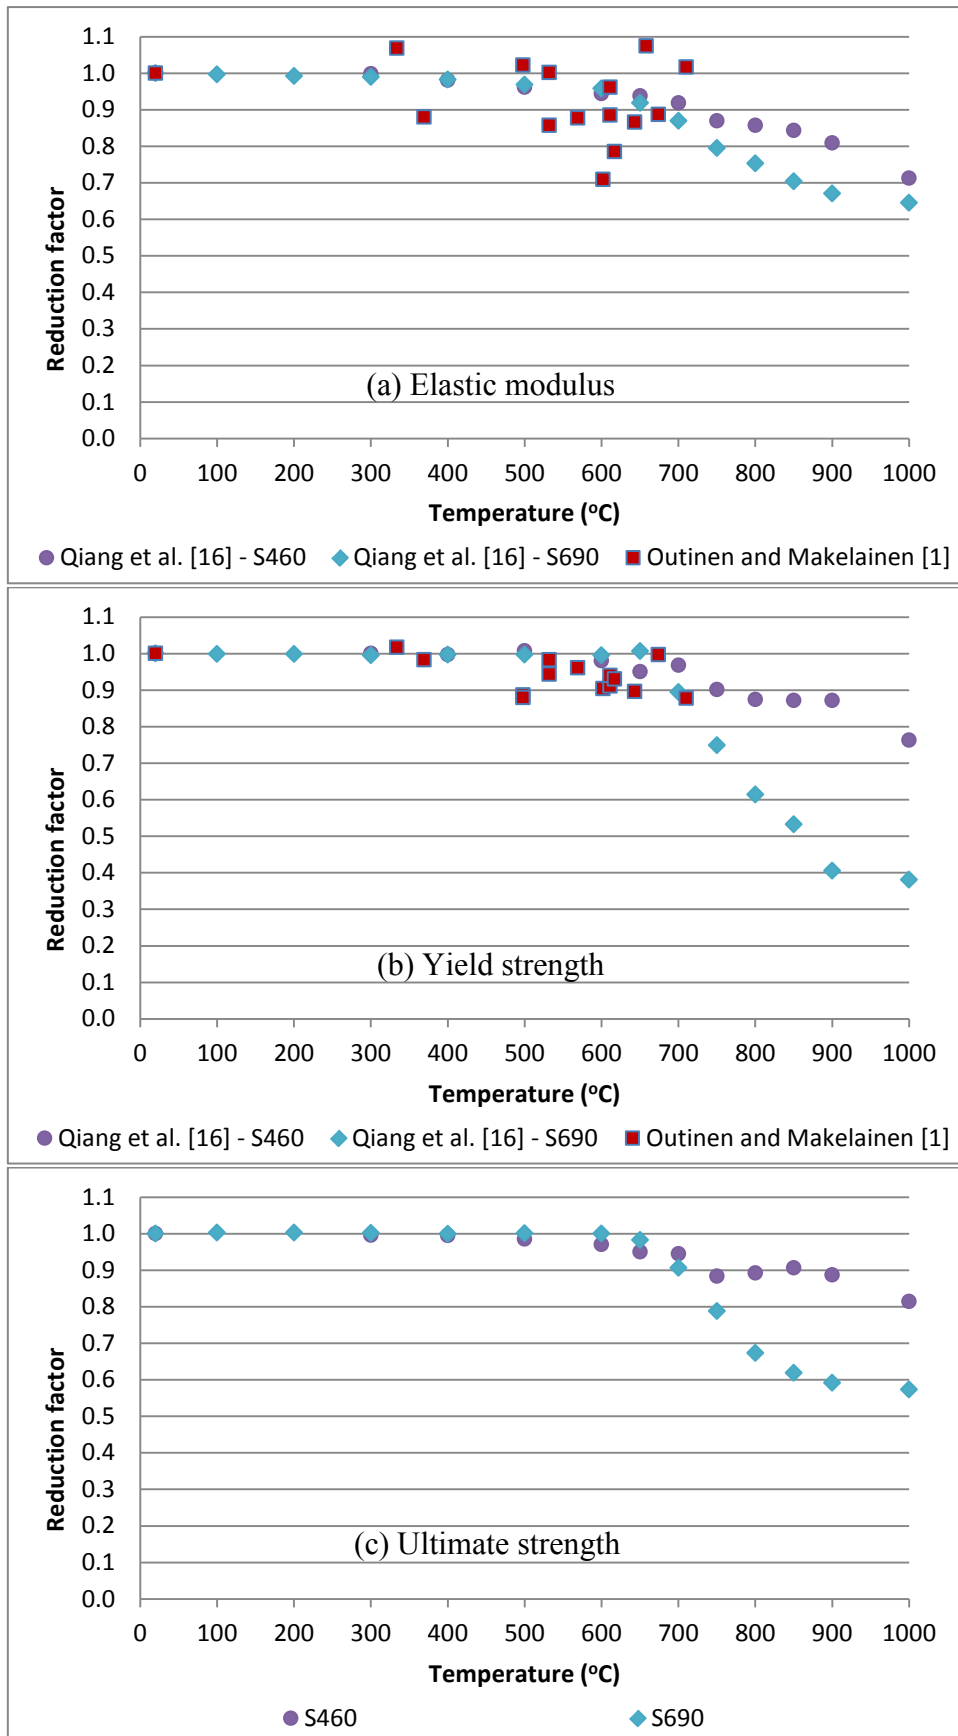 1.1
1.0
0.9
0.8
0.7
0.6
0.5
0.4
0.3
0.2
0.1
0.0
Reduction factor
(a) Elastic modulus
0 100 200 300 400 500 600 700 800 900 1000
Temperature (ºC)
Qiang et al. [16] - S460 Qiang et al. [16] - S690 Outinen and Makelainen [1]
1.1
1.0
0.9
0.8
0.7
0.6
0.5
0.4
0.3
0.2
0.1
0.0
Reduction factor
(b) Yield strength
0 100 200 300 400 500 600 700 800 900 1000
Temperature (ºC)
Qiang et al. [16] - S460 Qiang et al. [16] - S690 Outinen and Makelainen [1]
1.1
1.0
0.9
0.8
0.7
0.6
0.5
0.4
0.3
0.2
0.1
0.0
Reduction factor
(c) Ultimate strength
0 100 200 300 400 500 600 700 800 900 1000
Temperature (ºC)
S460 S690